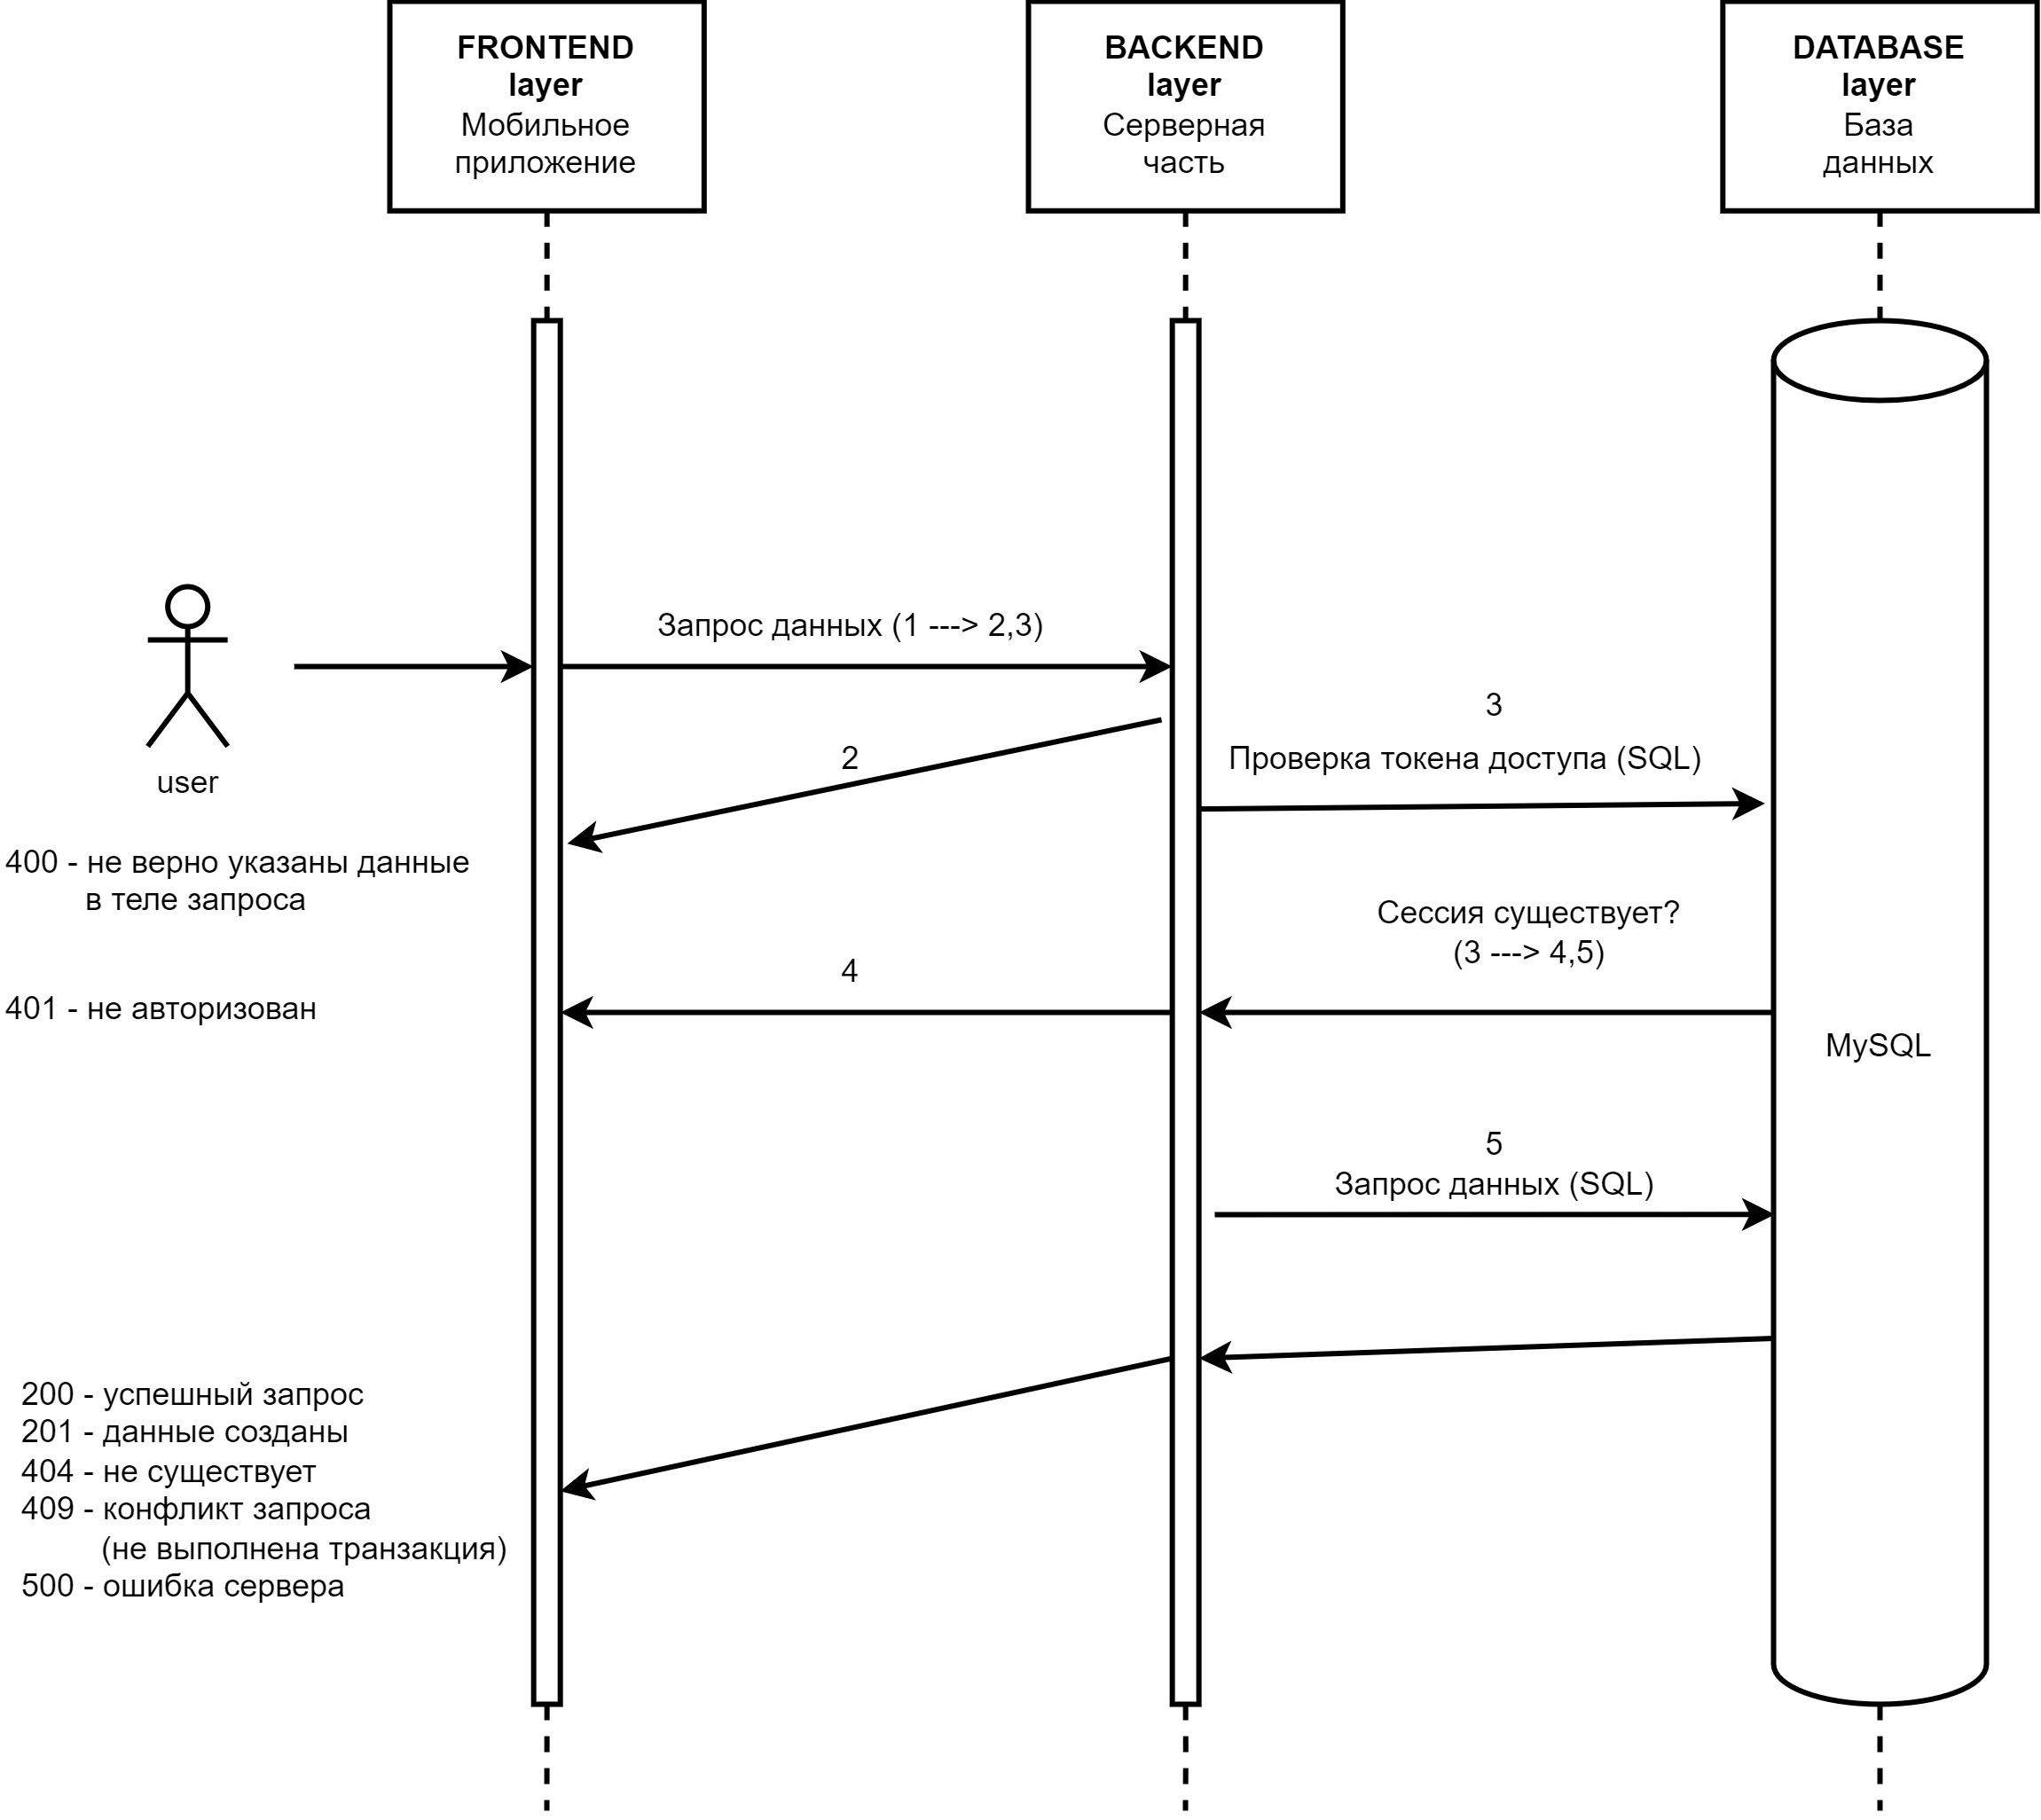 FRONTEND
layer
Мобильное
приложение
BACKEND
layer
Серверная
часть
DATABASE
layer
База
данных
Запрос данных (1 ---> 2,3)
3
2
Проверка токена доступа (SQL)
user
400 - не верно указаны данные
в теле запроса
Сессия существует?
(3 ---> 4,5)
4
401 - не авторизован
MySQL
5
Запрос данных (SQL)
200 - успешный запрос
201 - данные созданы
404 - не существует
409 - конфликт запроса
(не выполнена транзакция)
500 - ошибка сервера